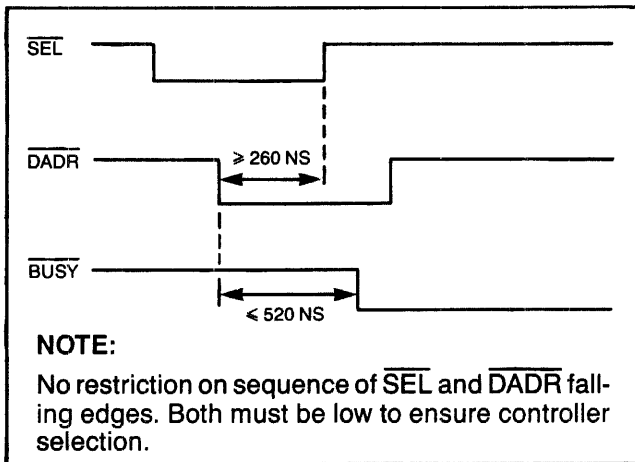 SEL
DADR
⩾ 260 NS
BUSY
⩽ 520 NS
NOTE:
No restriction on sequence of SEL and DADR fall-
ing edges. Both must be low to ensure controller
selection.